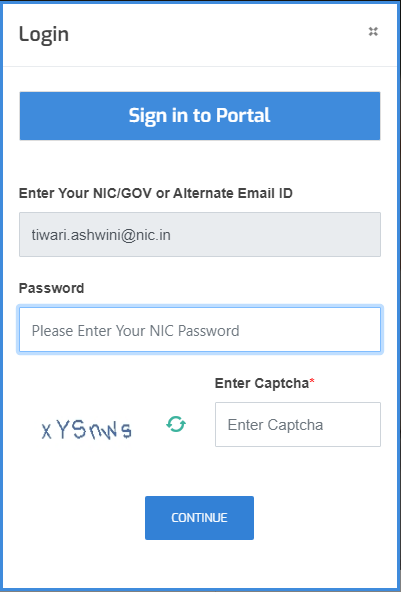 Login
Sign in to Portal
Enter Your NIC/GOV or Alternate Email ID
tiwari.ashwini@nic.in
Password
Please Enter Your NIC Password
Enter Captcha*
xYSnws
Enter Captcha
CONTINUE